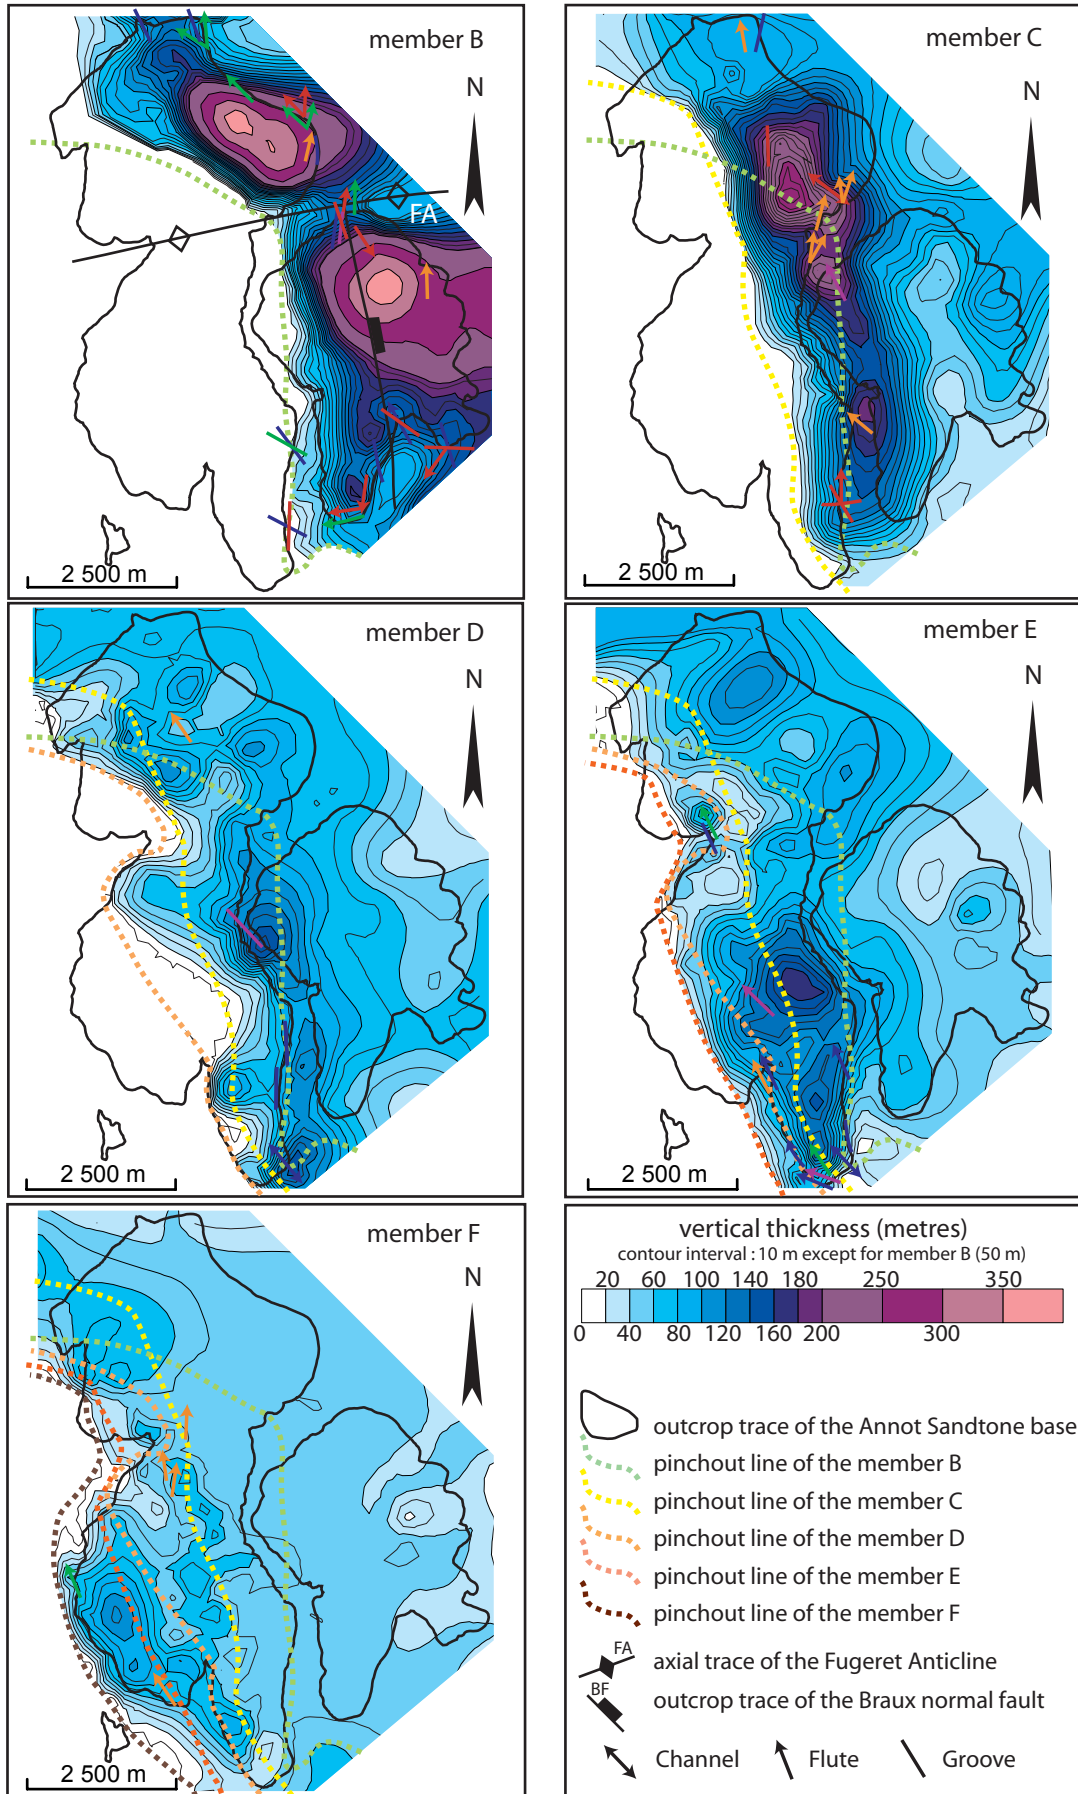 member B
N
FA
2 500 m
member C
N
2 500 m
member D
N
2 500 m
member E
N
2 500 m
member F
N
2 500 m
vertical thickness (metres)
contour interval : 10 m except for member B (50 m)
20 60 100 140 180 250 350
0 40 80 120 160 200 300
outcrop trace of the Annot Sandtone base
pinchout line of the member B
pinchout line of the member C
pinchout line of the member D
pinchout line of the member E
pinchout line of the member F
FA
axial trace of the Fugeret Anticline
BF
outcrop trace of the Braux normal fault
Channel Flute Groove